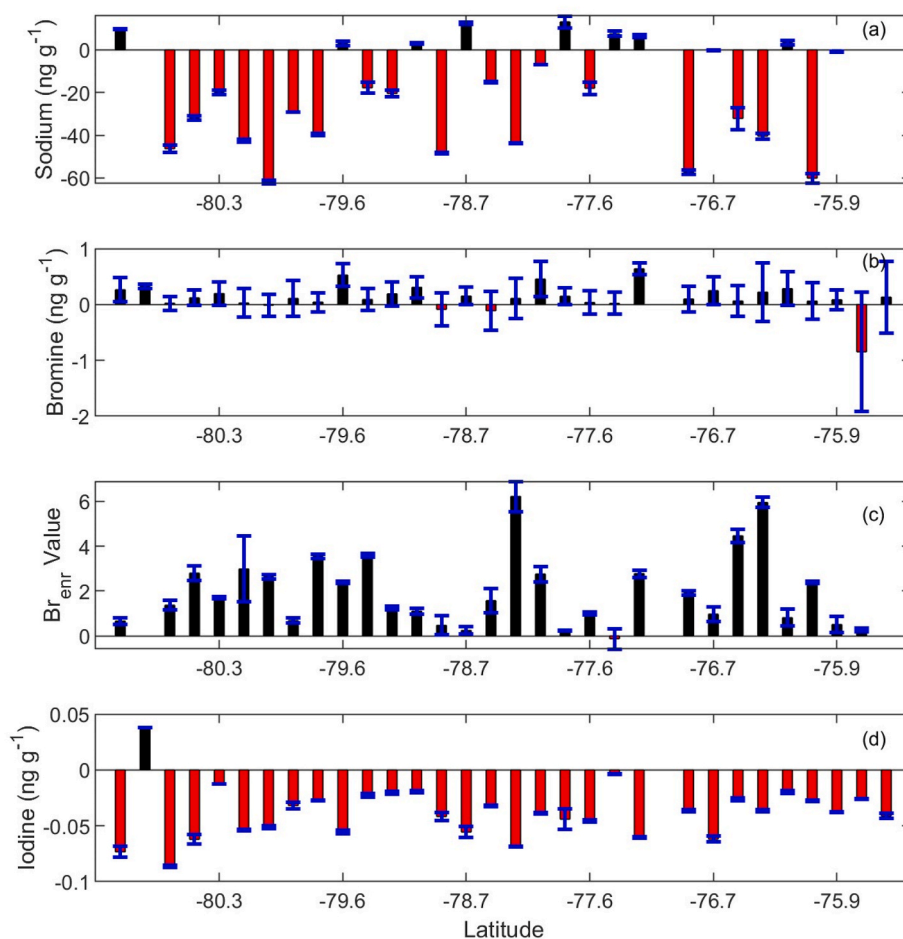 (a)
Sodium (ng g⁻¹)
0
-20
-40
-60
-80.3 -79.6 -78.7 -77.6 -76.7 -75.9
(b)
Bromine (ng g⁻¹)
1
0
-1
-2
-80.3 -79.6 -78.7 -77.6 -76.7 -75.9
(c)
Br_enr Value
6
4
2
0
-80.3 -79.6 -78.7 -77.6 -76.7 -75.9
(d)
Iodine (ng g⁻¹)
0.05
0
-0.05
-0.1
-80.3 -79.6 -78.7 -77.6 -76.7 -75.9
Latitude